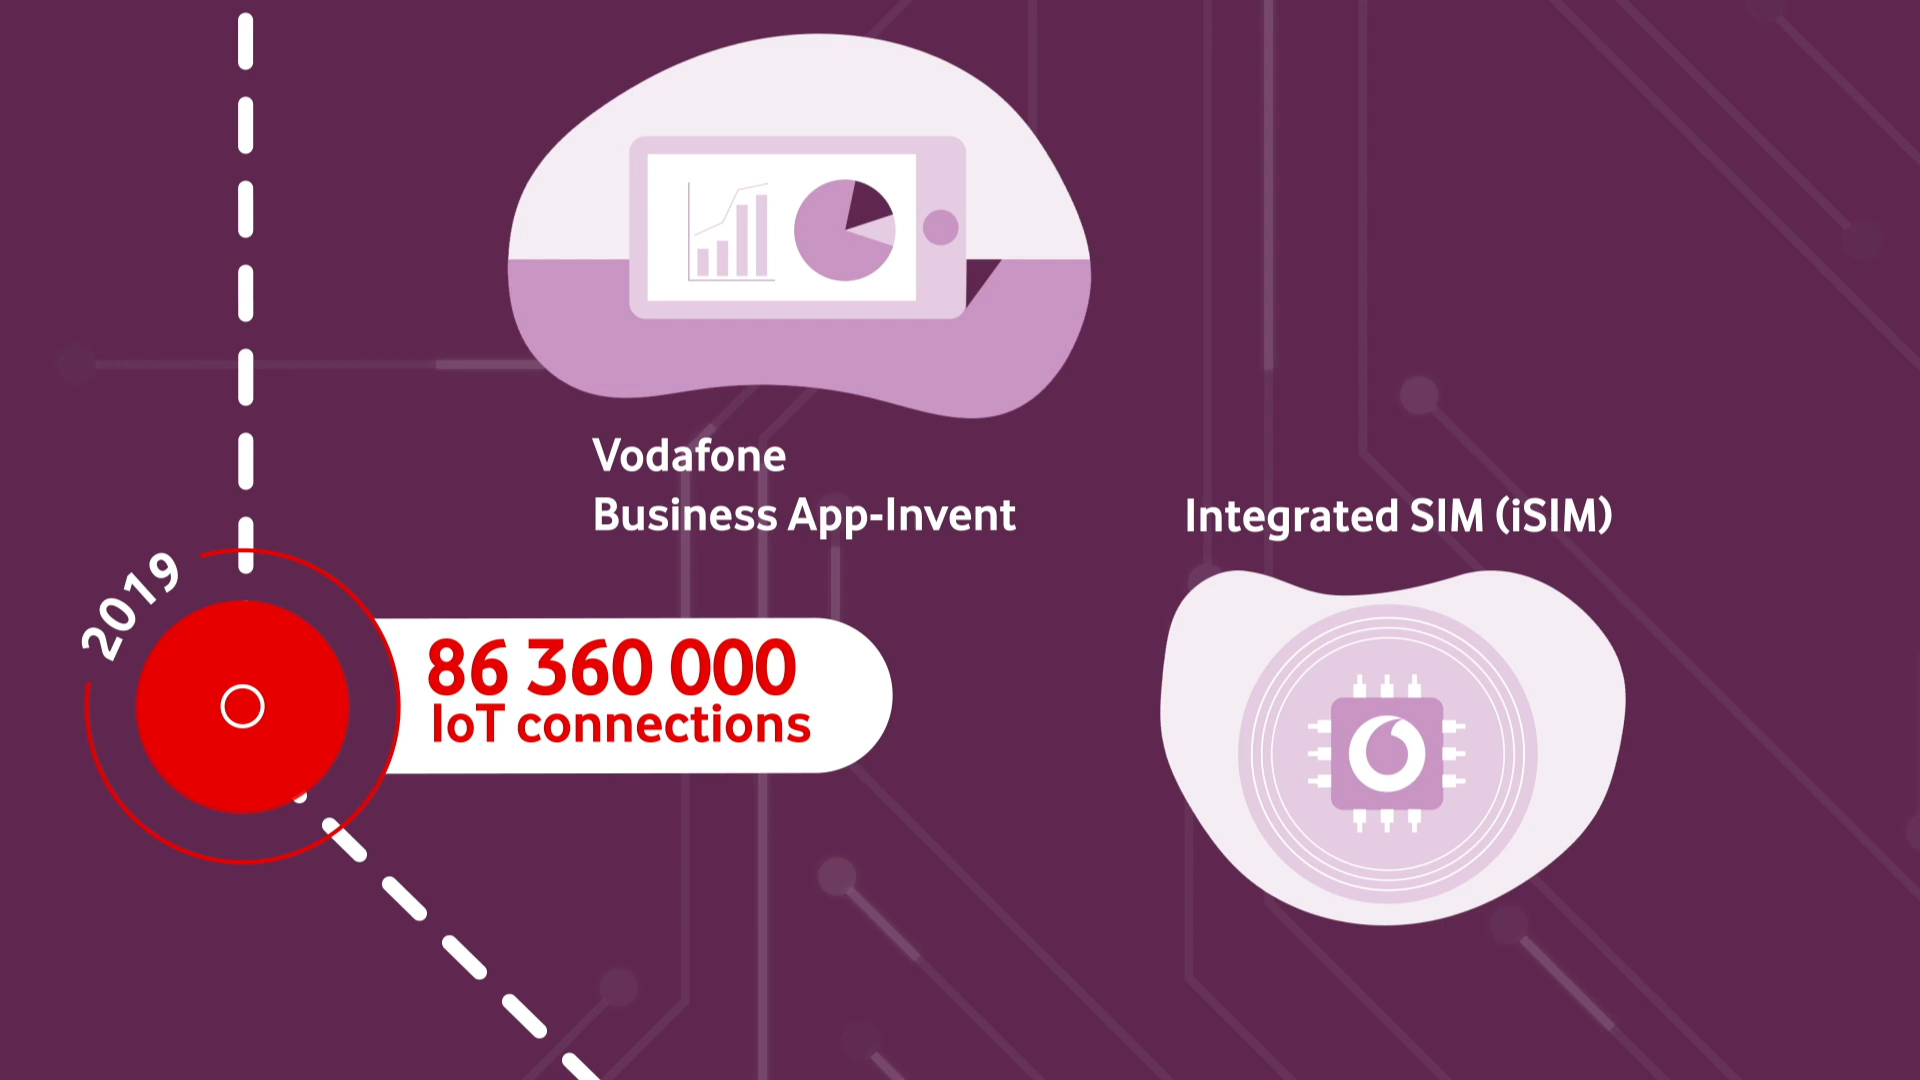 Vodafone
Business App-Invent
Integrated SIM (iSIM)
2019
86 360 000
IoT connections